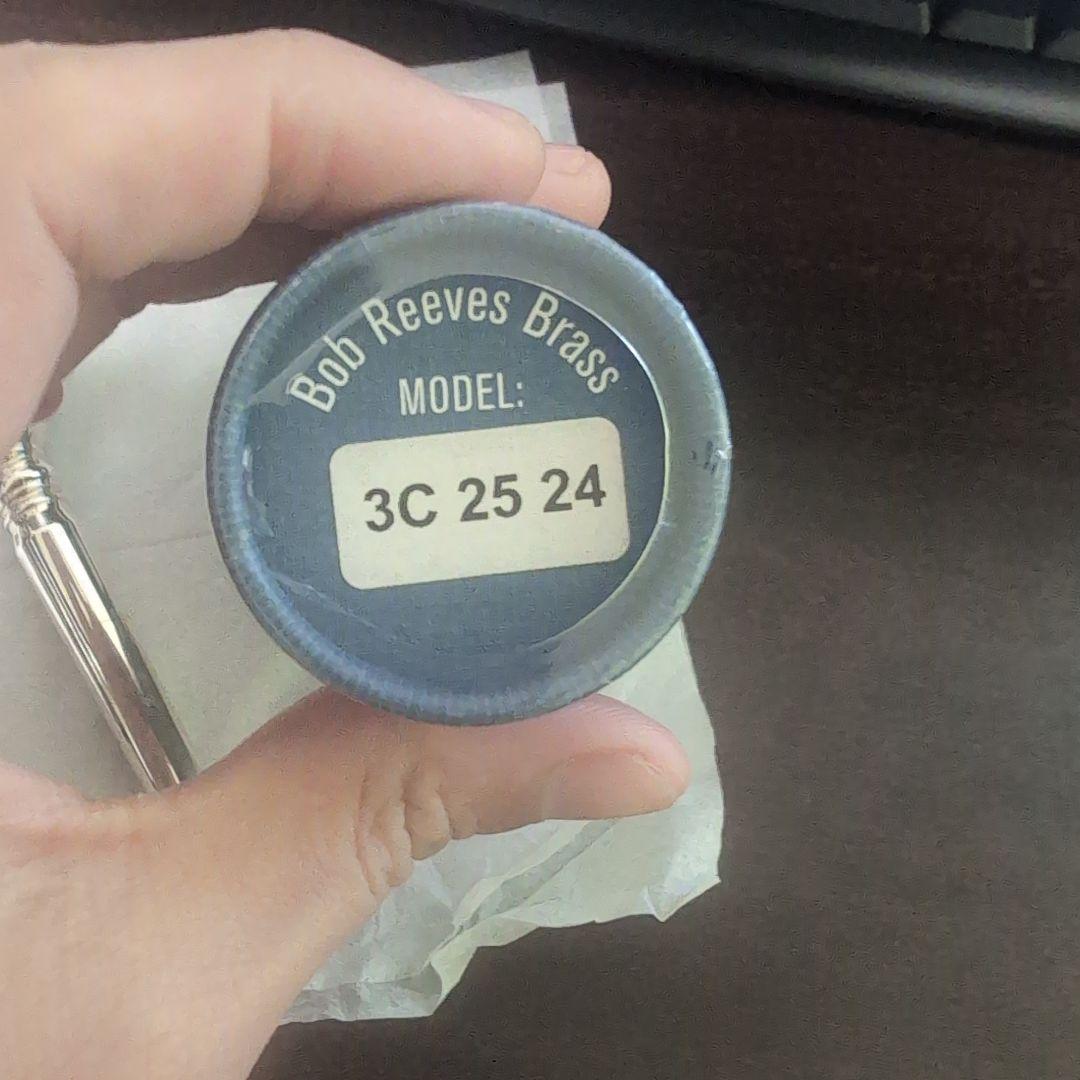 Bob Reeves Brass
MODEL:
3C 25 24